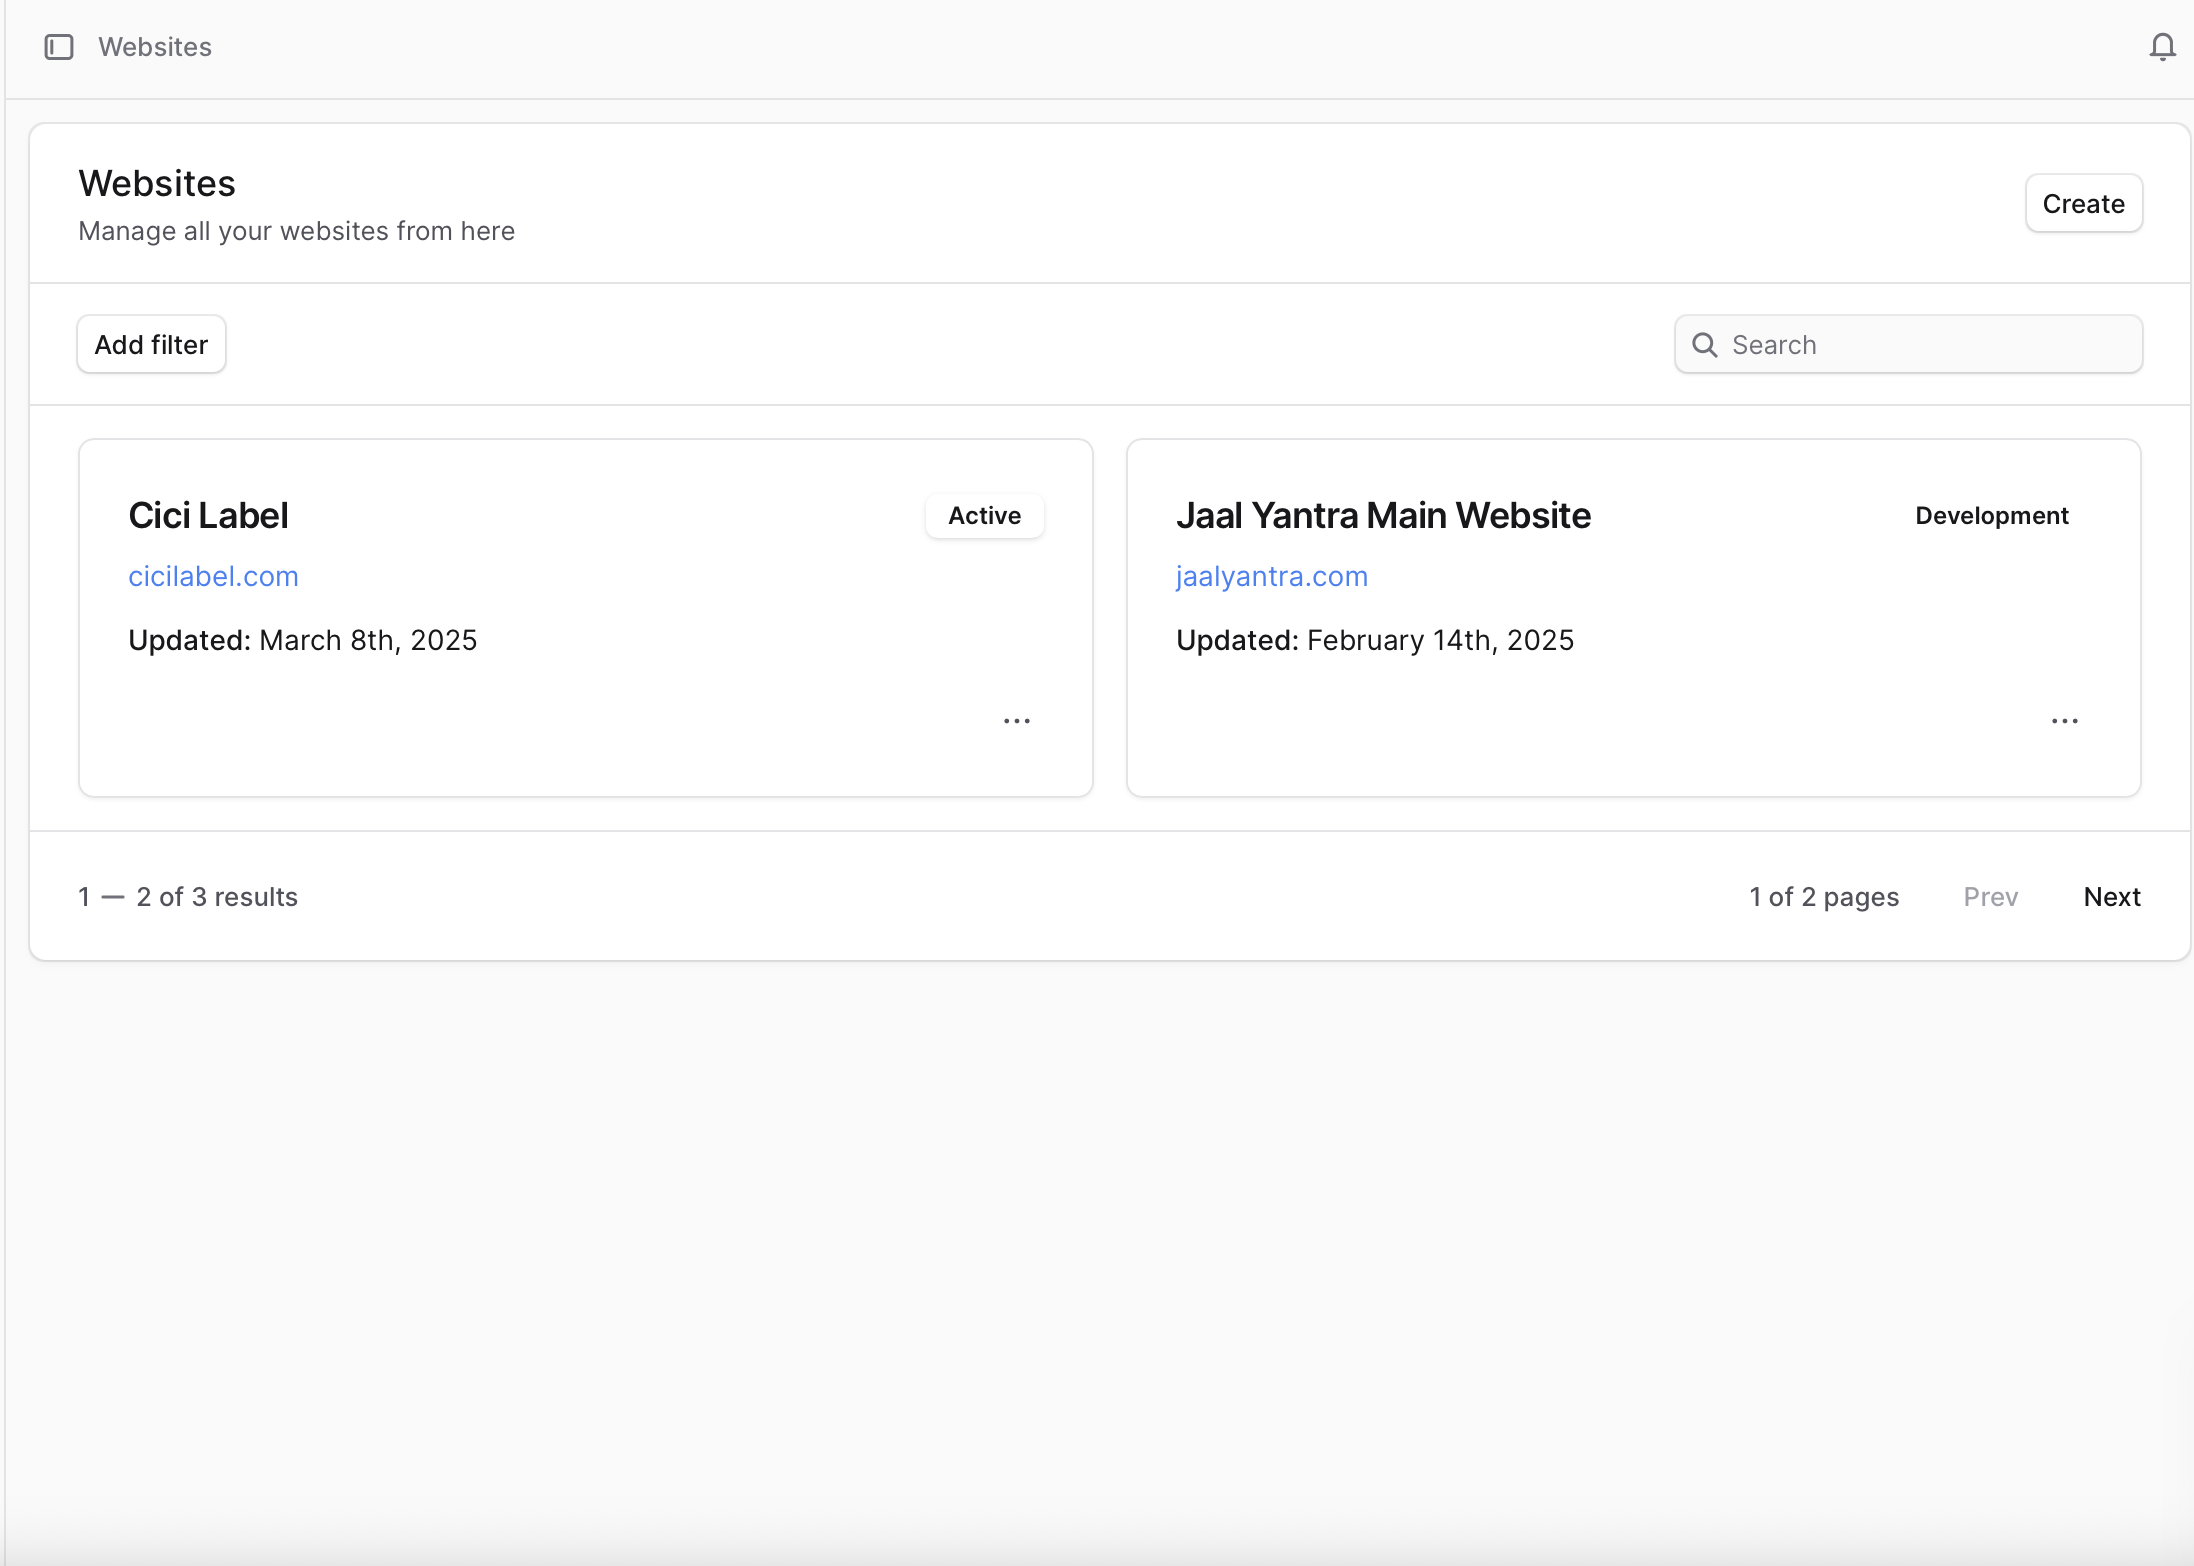 Websites
Websites
Manage all your websites from here
Create
Add filter
Search
Cici Label
Active
cicilabel.com
Updated: March 8th, 2025
...
Jaal Yantra Main Website
Development
jaalyantra.com
Updated: February 14th, 2025
...
1 — 2 of 3 results
1 of 2 pages
Prev
Next